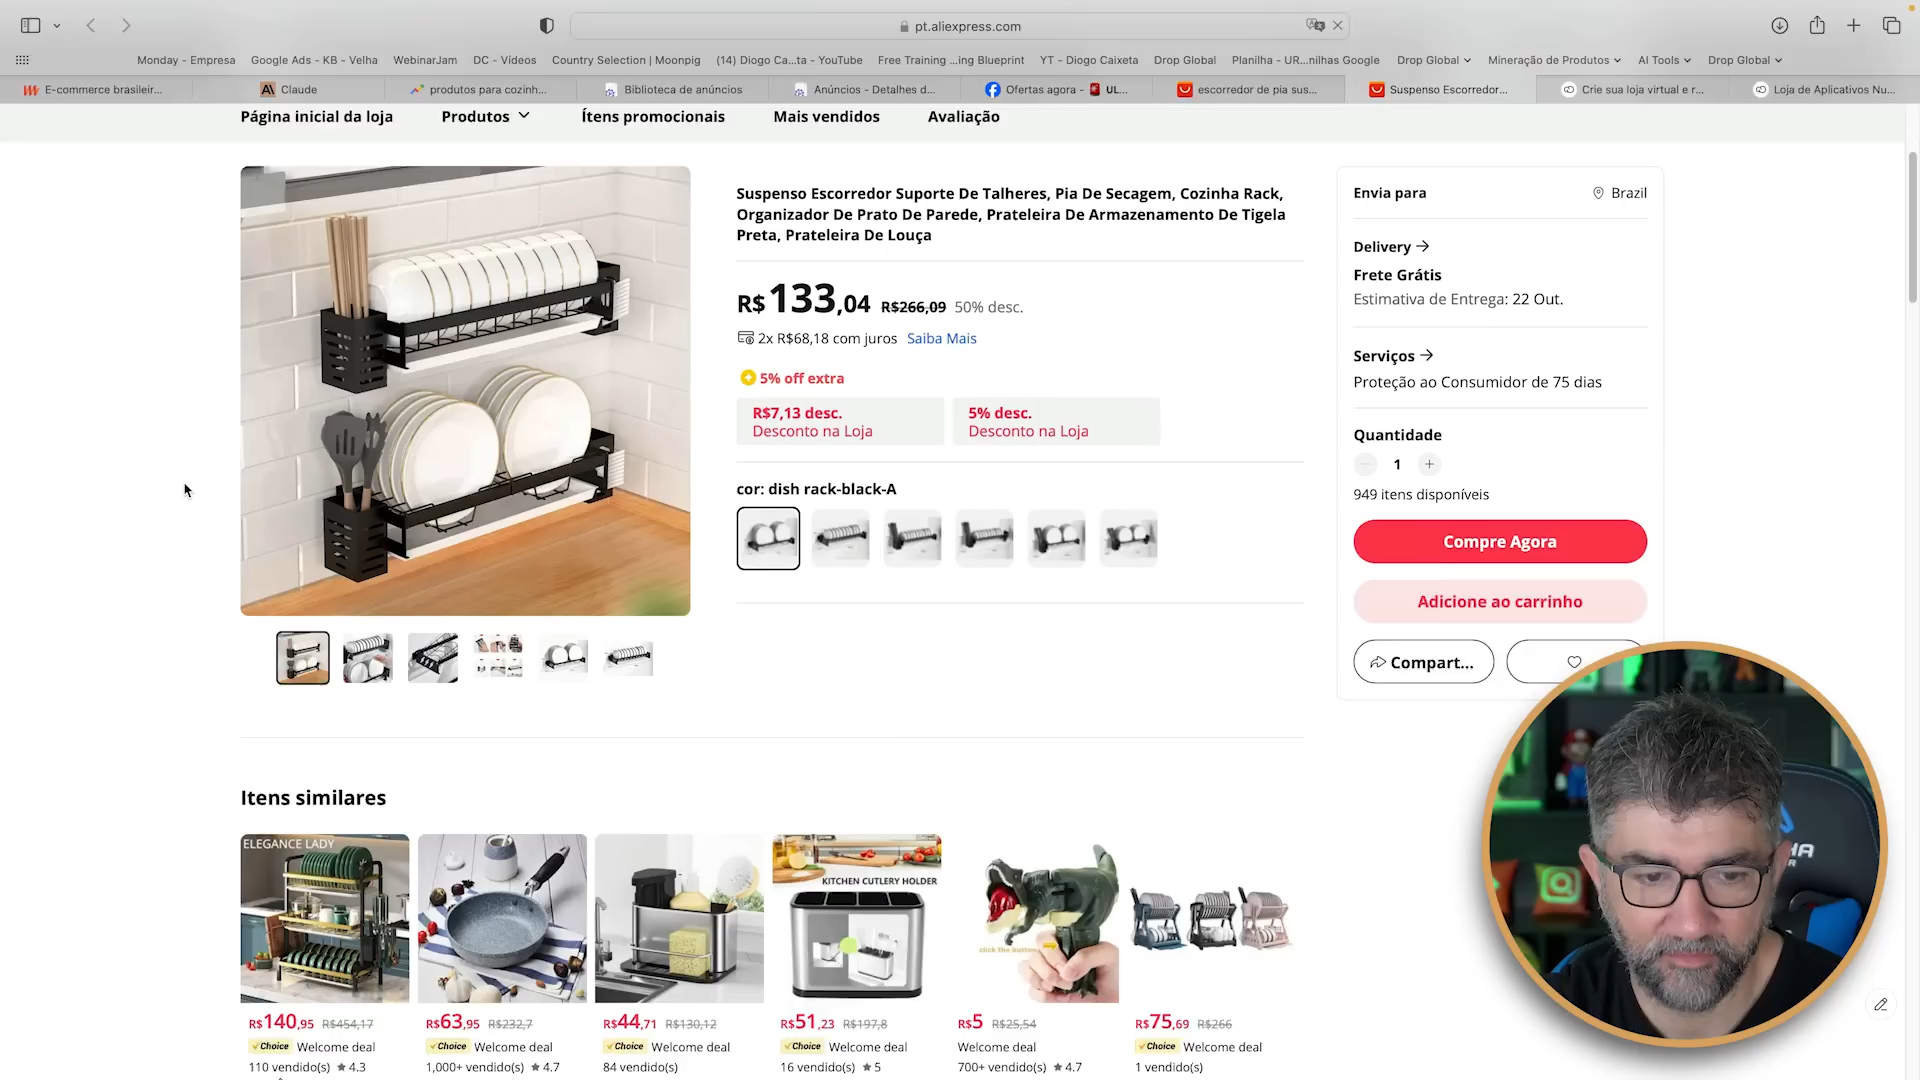 pt.aliexpress.com
Monday - Empresa
Google Ads - KB - Velha
WebinarJam
DC - Vídeos
Country Selection | Moonpig
(14) Diogo Ca...ta - YouTube
Free Training ...ing Blueprint
YT - Diogo Caixeta
Drop Global
Planilha - UR...nilhas Google
Drop Global
Mineração de Produtos
AI Tools
Drop Global
E-commerce brasileir...
Claude
produtos para cozinh...
Biblioteca de anúncios
Anúncios - Detalhes d...
Ofertas agora - UL...
escorredor de pia sus...
Suspenso Escorredor...
Crie sua loja virtual e r...
Loja de Aplicativos Nu...
Página inicial da loja
Produtos
Ítens promocionais
Mais vendidos
Avaliação
Suspenso Escorredor Suporte De Talheres, Pia De Secagem, Cozinha Rack,
Organizador De Prato De Parede, Prateleira De Armazenamento De Tigela
Preta, Prateleira De Louça
R$133,04 R$266,09 50% desc.
2x R$68,18 com juros Saiba Mais
5% off extra
R$7,13 desc.
Desconto na Loja
5% desc.
Desconto na Loja
cor: dish rack-black-A
Envia para
Brazil
Delivery
Frete Grátis
Estimativa de Entrega: 22 Out.
Serviços
Proteção ao Consumidor de 75 dias
Quantidade
1
949 itens disponíveis
Compre Agora
Adicione ao carrinho
Compart...
Itens similares
ELEGANCE LADY
KITCHEN CUTLERY HOLDER
click the button
R$140,95 R$454,17
Choice Welcome deal
110 vendido(s) 4.3
R$63,95 R$232,7
Choice Welcome deal
1,000+ vendido(s) 4.7
R$44,71 R$130,12
Choice Welcome deal
84 vendido(s)
R$51,23 R$197,8
Choice Welcome deal
16 vendido(s) 5
R$5 R$25,54
Welcome deal
700+ vendido(s) 4.7
R$75,69 R$266
Choice Welcome deal
1 vendido(s)